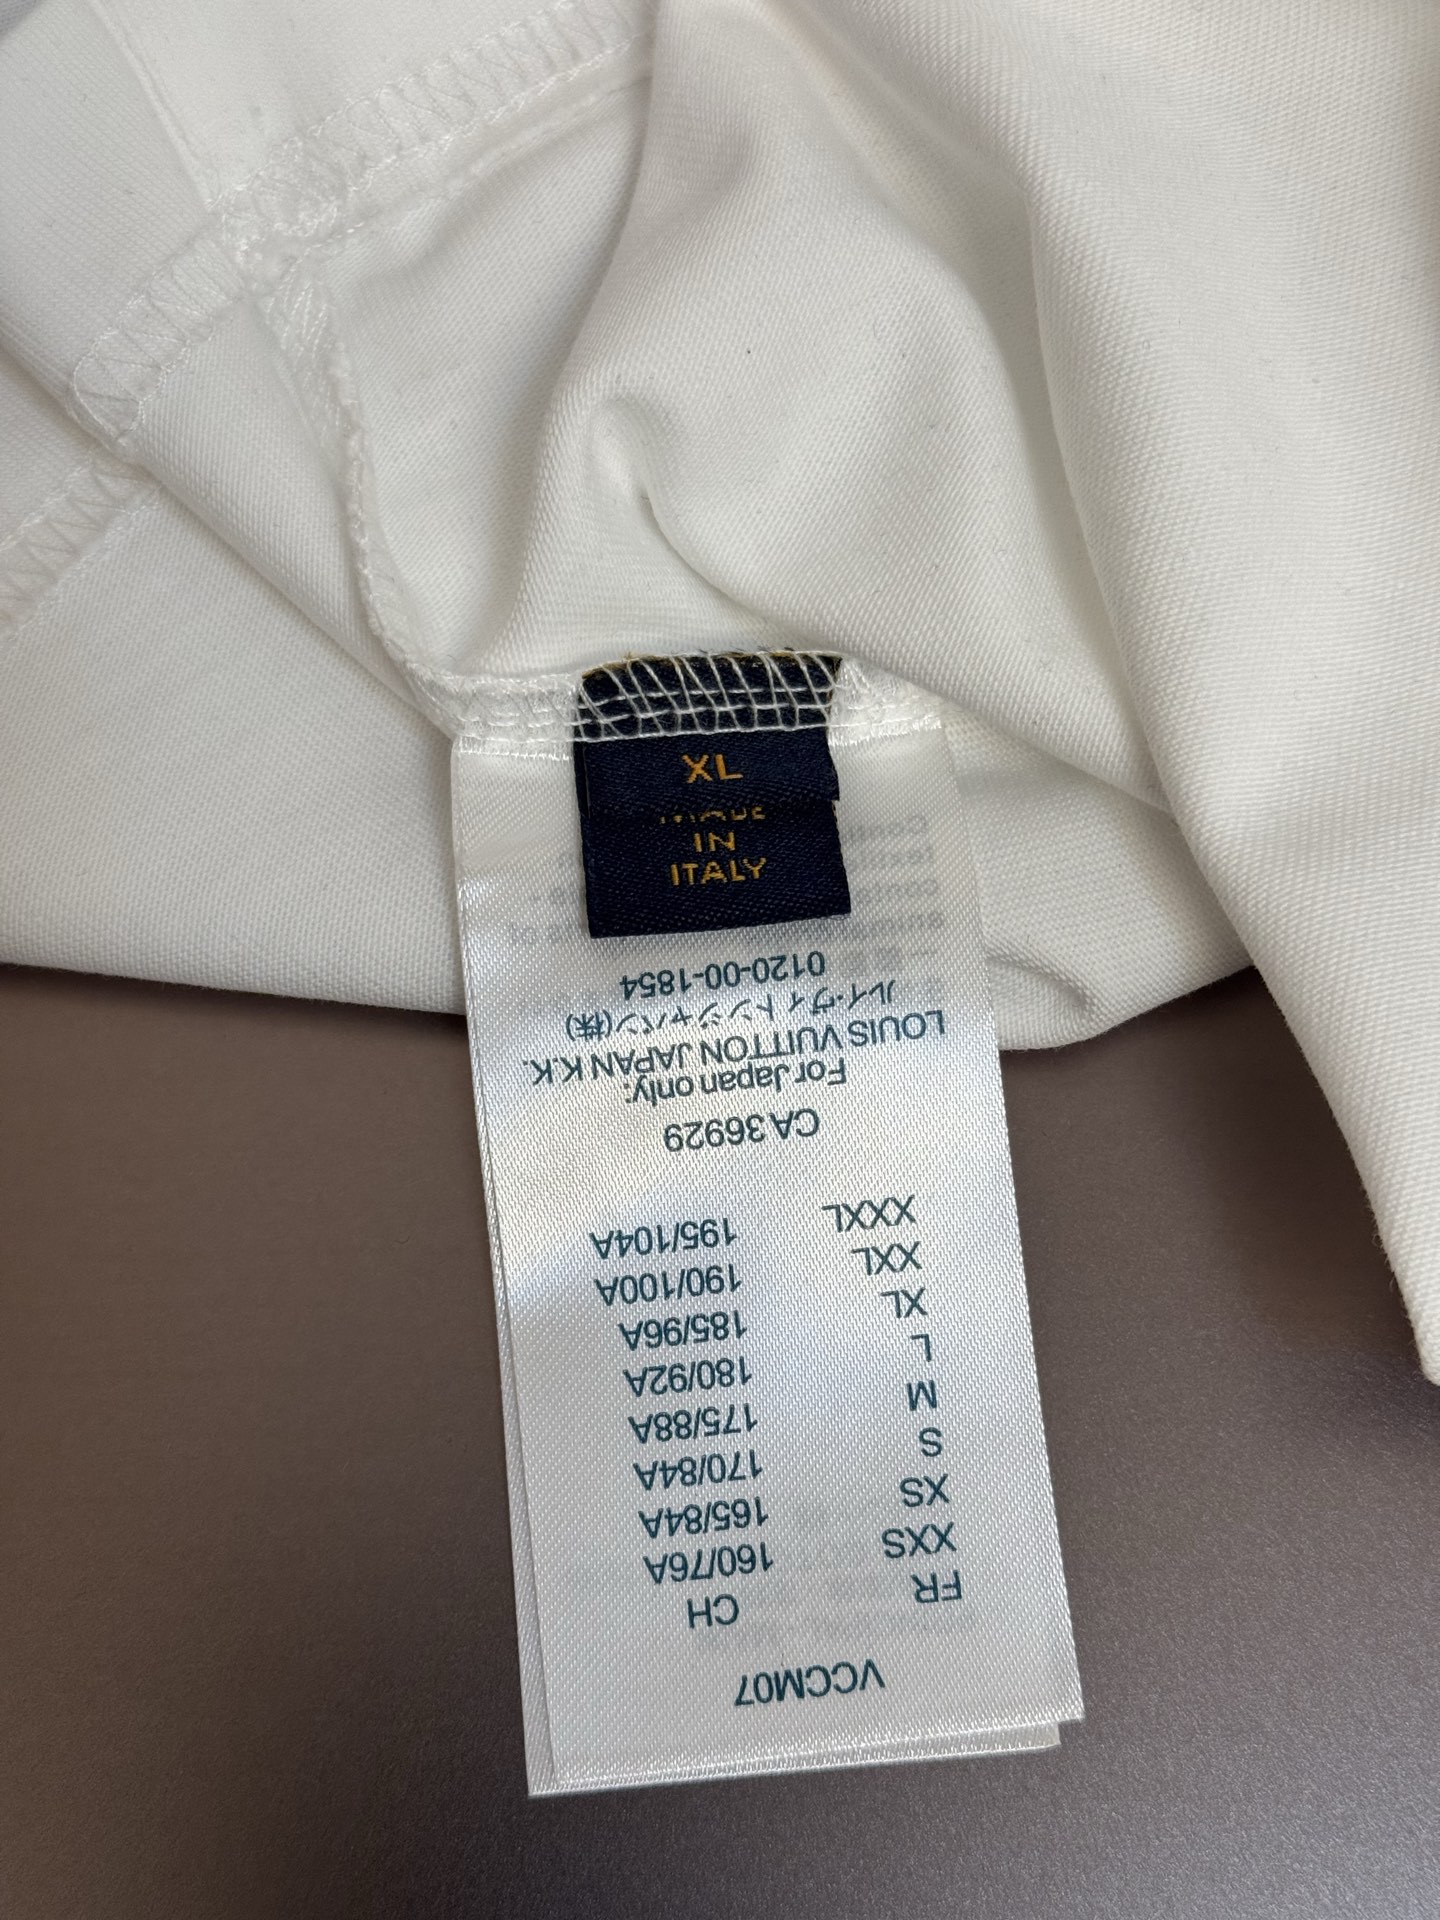 XL
MADE
IN
ITALY
VCCM07
FR CH
XXS 160/76A
XS 165/84A
S 170/84A
M 175/88A
L 180/92A
XL 185/96A
XXL 190/100A
XXXL 195/104A
CA 36929
For Japan only:
LOUIS VUITTON JAPAN K.K.
ルイ・ヴィトンジャパン(株)
0120-00-1854